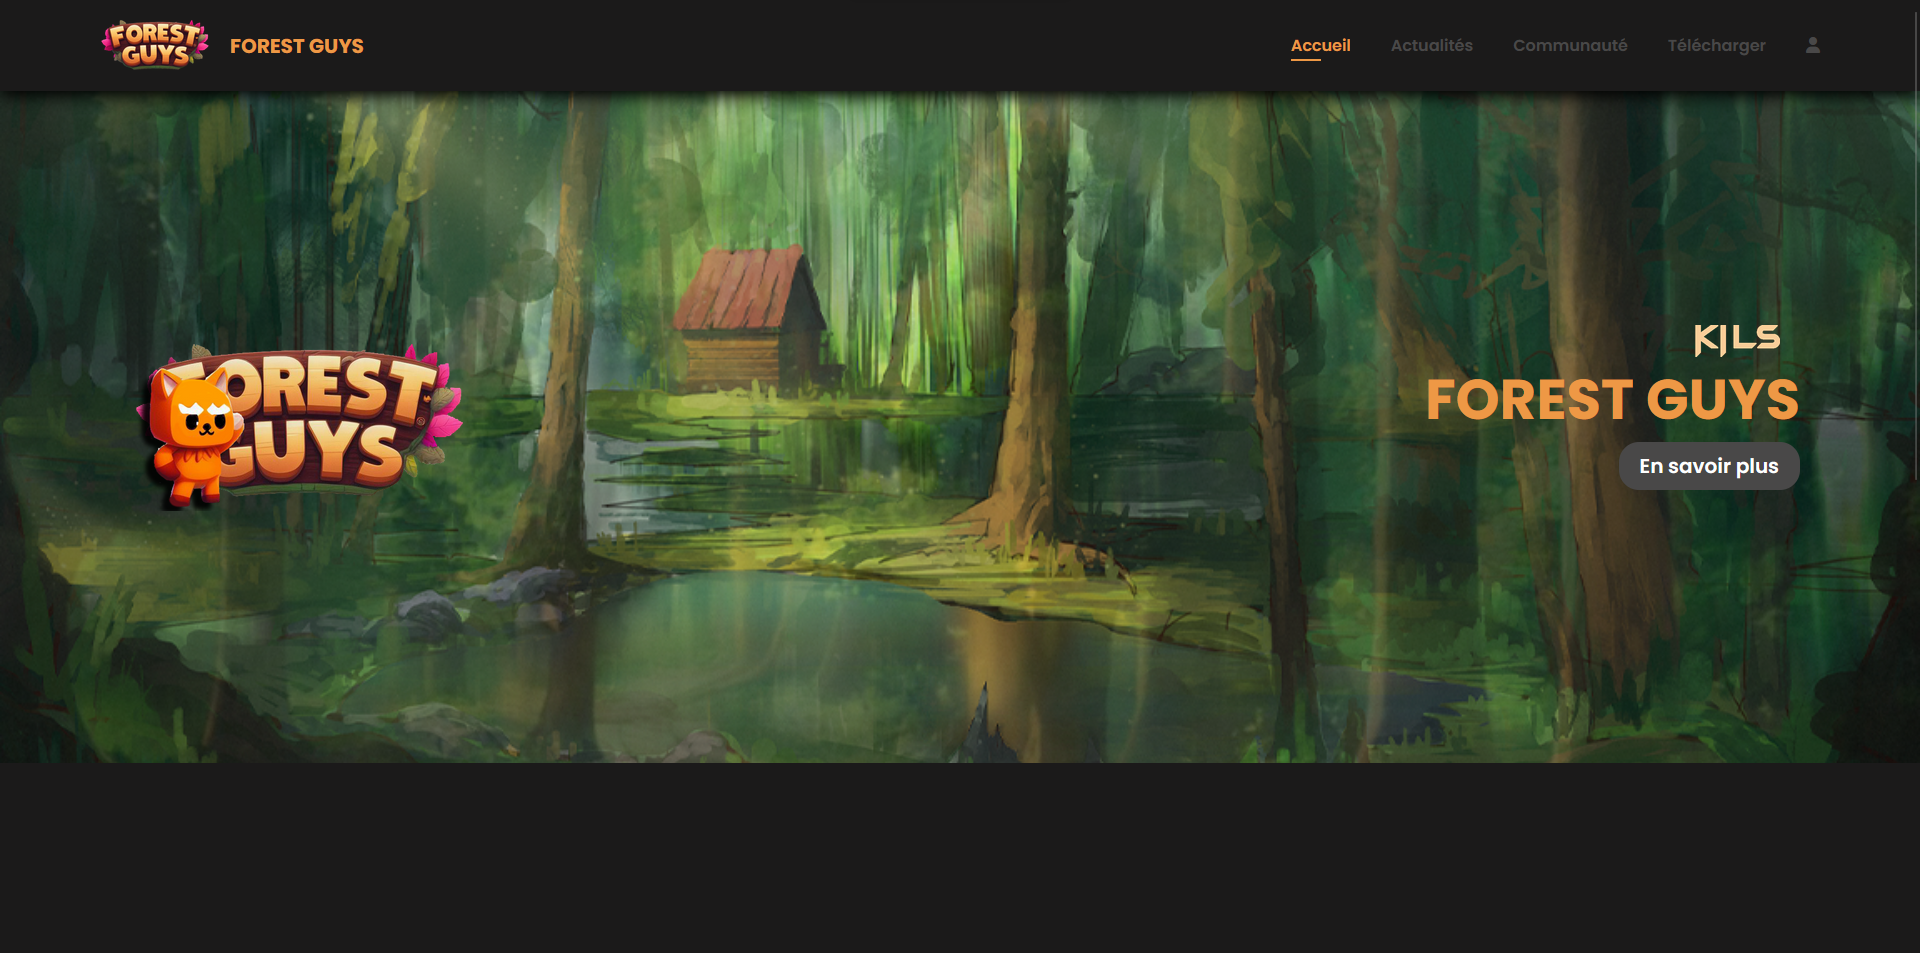 FOREST
GUYS
FOREST GUYS
Accueil
Actualités
Communauté
Télécharger
FOREST
GUYS
KILS
FOREST GUYS
En savoir plus